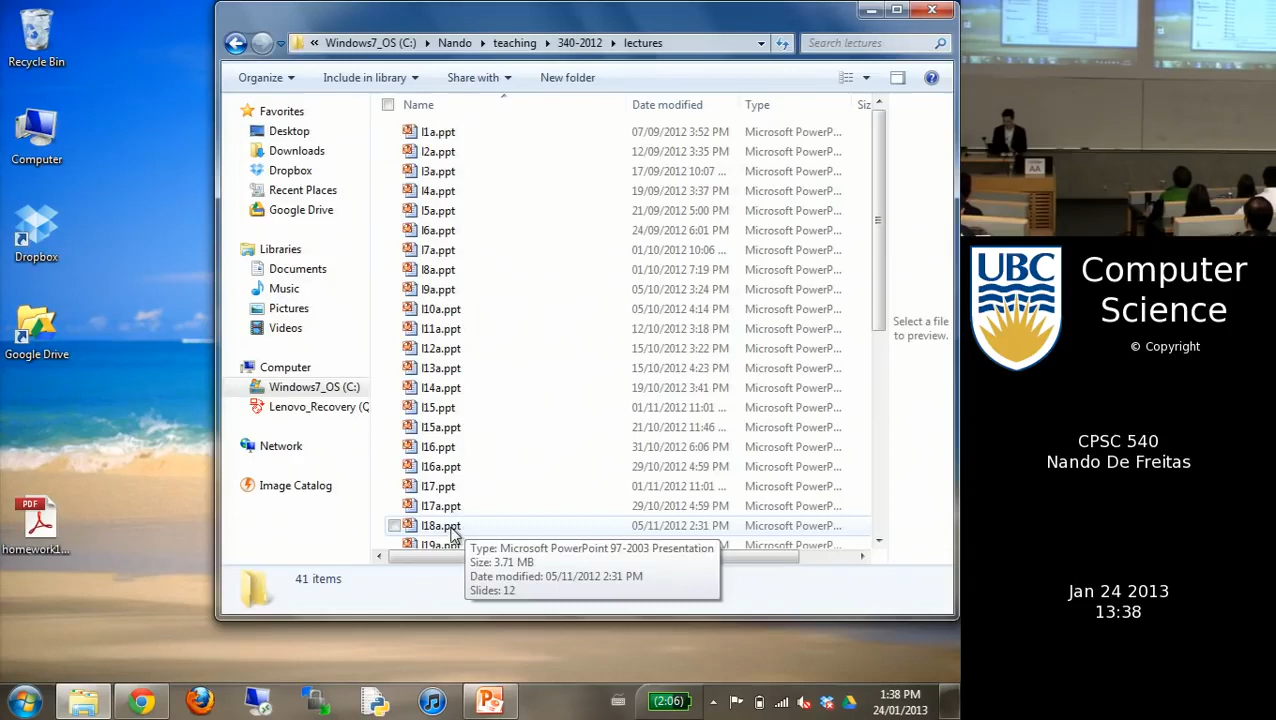 Recycle Bin
Computer
Dropbox
Google Drive
PDF
homework1...
« Windows7_OS (C:) ▸ Nando ▸ teaching ▸ 340-2012 ▸ lectures
Search lectures
Organize
Include in library
Share with
New folder
Favorites
Desktop
Downloads
Dropbox
Recent Places
Google Drive
Libraries
Documents
Music
Pictures
Videos
Computer
Windows7_OS (C:)
Lenovo_Recovery (Q
Network
Image Catalog
Name Date modified Type Siz
l1a.ppt 07/09/2012 3:52 PM Microsoft PowerP...
l2a.ppt 12/09/2012 3:35 PM Microsoft PowerP...
l3a.ppt 17/09/2012 10:07 ... Microsoft PowerP...
l4a.ppt 19/09/2012 3:37 PM Microsoft PowerP...
l5a.ppt 21/09/2012 5:00 PM Microsoft PowerP...
l6a.ppt 24/09/2012 6:01 PM Microsoft PowerP...
l7a.ppt 01/10/2012 10:06 ... Microsoft PowerP...
l8a.ppt 01/10/2012 7:19 PM Microsoft PowerP...
l9a.ppt 05/10/2012 3:24 PM Microsoft PowerP...
l10a.ppt 05/10/2012 4:14 PM Microsoft PowerP...
l11a.ppt 12/10/2012 3:18 PM Microsoft PowerP...
l12a.ppt 15/10/2012 3:22 PM Microsoft PowerP...
l13a.ppt 15/10/2012 4:23 PM Microsoft PowerP...
l14a.ppt 19/10/2012 3:41 PM Microsoft PowerP...
l15.ppt 01/11/2012 11:01 ... Microsoft PowerP...
l15a.ppt 21/10/2012 11:46 ... Microsoft PowerP...
l16.ppt 31/10/2012 6:06 PM Microsoft PowerP...
l16a.ppt 29/10/2012 4:59 PM Microsoft PowerP...
l17.ppt 01/11/2012 11:01 ... Microsoft PowerP...
l17a.ppt 29/10/2012 4:59 PM Microsoft PowerP...
l18a.ppt 05/11/2012 2:31 PM Microsoft PowerP...
l19a.ppt
Type: Microsoft PowerPoint 97-2003 Presentation
Size: 3.71 MB
Date modified: 05/11/2012 2:31 PM
Slides: 12
Select a file
to preview.
41 items
(2:06)
1:38 PM
24/01/2013
AA
UBC
Computer
Science
© Copyright
CPSC 540
Nando De Freitas
Jan 24 2013
13:38